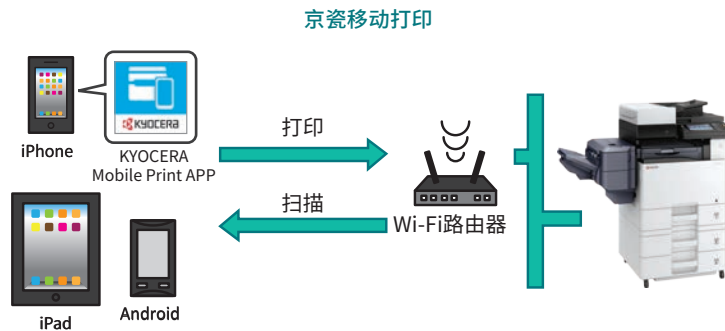 京瓷移动打印
KYOCERA
iPhone
KYOCERA
Mobile Print APP
打印
扫描
Wi-Fi路由器
iPad
Android